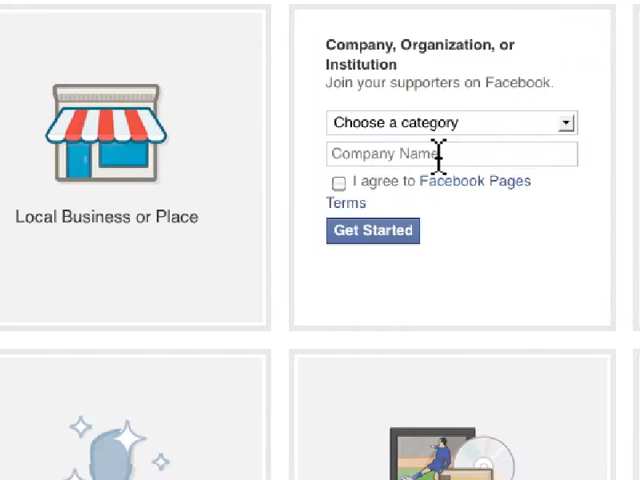 Company, Organization, or
Institution
Join your supporters on Facebook.
Choose a category
Company Name
I agree to Facebook Pages
Terms
Get Started
Local Business or Place